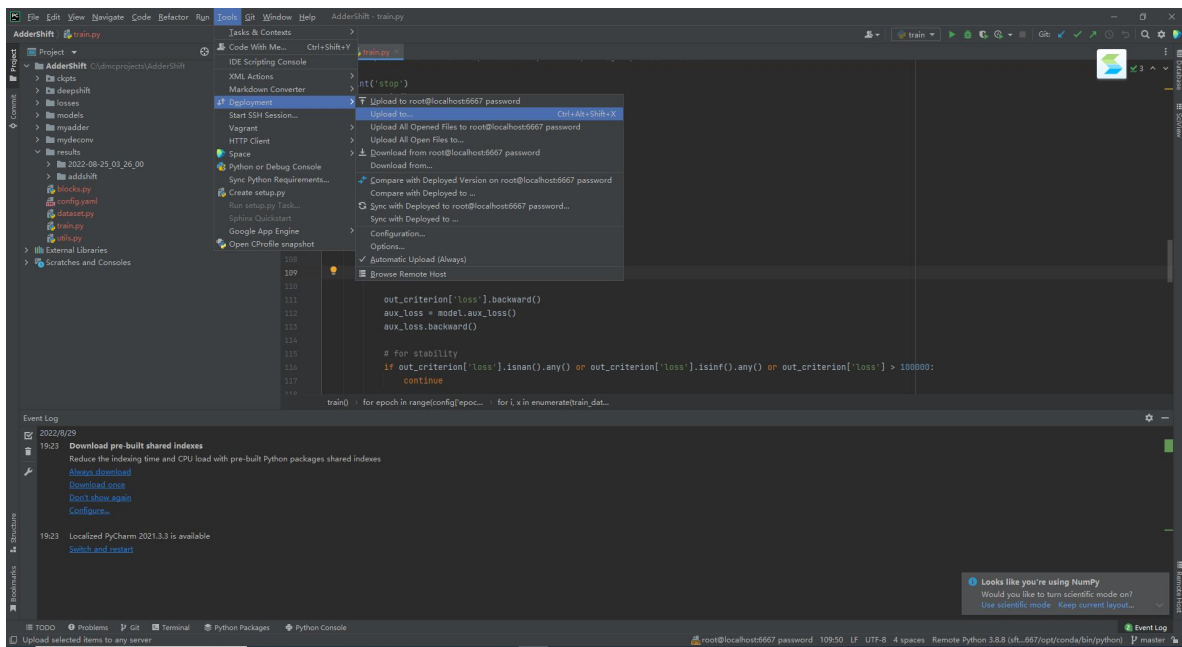 File Edit View Navigate Code Refactor Run Tools Git Window Help AdderShift - train.py
AdderShift train.py
train Git:
Project
AdderShift C:\dmcprojects\AdderShift
ckpts
deepshift
losses
models
myadder
mydeconv
results
2022-08-25_03_26_00
addshift
blocks.py
config.yaml
dataset.py
train.py
utils.py
External Libraries
Scratches and Consoles
Tasks & Contexts
Code With Me... Ctrl+Shift+Y
IDE Scripting Console
XML Actions
Markdown Converter
Deployment
Start SSH Session...
Vagrant
HTTP Client
Space
Python or Debug Console
Sync Python Requirements...
Create setup.py
Run setup.py Task...
Sphinx Quickstart
Google App Engine
Open CProfile snapshot
Upload to root@localhost:6667 password
Upload to... Ctrl+Alt+Shift+X
Upload All Opened Files to root@localhost:6667 password
Upload All Open Files to...
Download from root@localhost:6667 password
Download from...
Compare with Deployed Version on root@localhost:6667 password
Compare with Deployed to ...
Sync with Deployed to root@localhost:6667 password...
Sync with Deployed to ...
Configuration...
Options...
Automatic Upload (Always)
Browse Remote Host
train.py
3
nt('stop')
108
109
110
111 out_criterion['loss'].backward()
112 aux_loss = model.aux_loss()
113 aux_loss.backward()
114
115 # for stability
116 if out_criterion['loss'].isnan().any() or out_criterion['loss'].isinf().any() or out_criterion['loss'] > 100000:
117 continue
118
train() for epoch in range(config['epoc... for i, x in enumerate(train_dat...
Project
Commit
Structure
Bookmarks
Database
SciView
Remote Host
Event Log
2022/8/29
19:23 Download pre-built shared indexes
Reduce the indexing time and CPU load with pre-built Python packages shared indexes
Always download
Download once
Don't show again
Configure...
19:23 Localized PyCharm 2021.3.3 is available
Switch and restart
Looks like you're using NumPy
Would you like to turn scientific mode on?
Use scientific mode Keep current layout...
TODO Problems Git Terminal Python Packages Python Console
2 Event Log
Upload selected items to any server root@localhost:6667 password 109:50 LF UTF-8 4 spaces Remote Python 3.8.8 (sft...667/opt/conda/bin/python) master